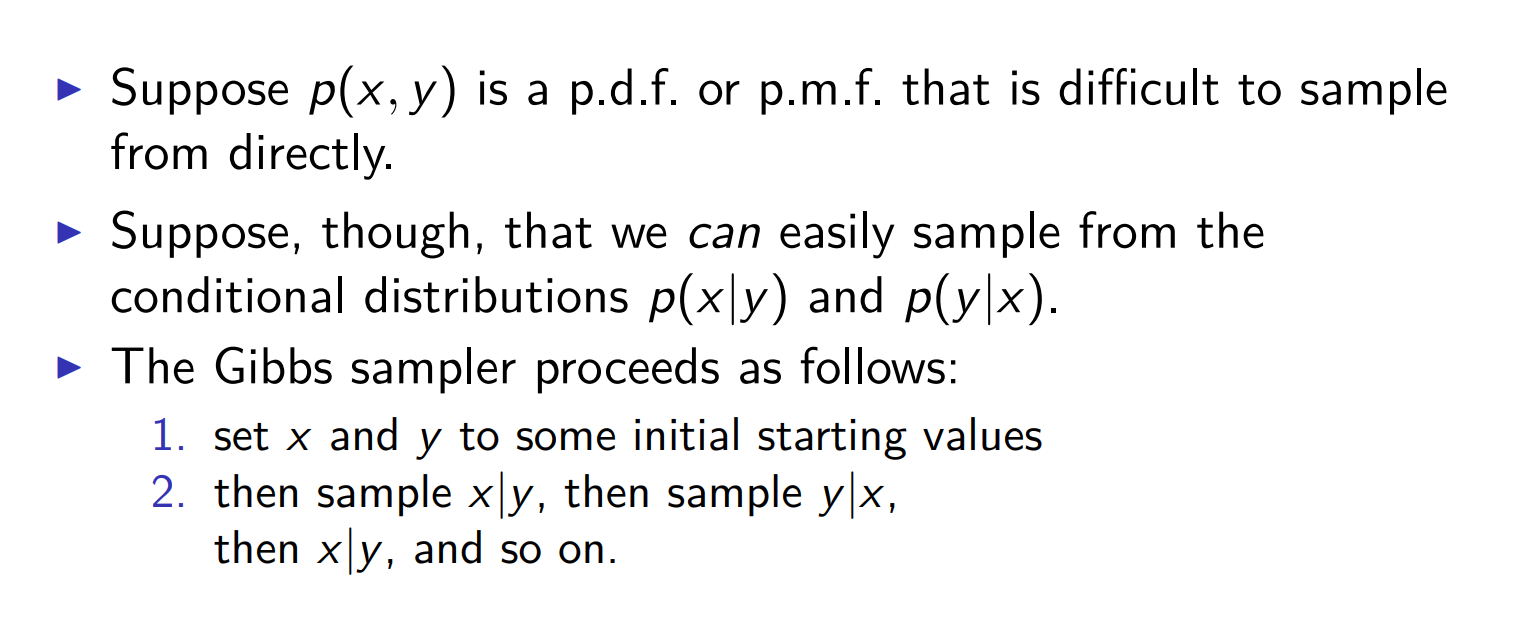 ▶ Suppose p(x, y) is a p.d.f. or p.m.f. that is difficult to sample
from directly.
▶ Suppose, though, that we can easily sample from the
conditional distributions p(x|y) and p(y|x).
▶ The Gibbs sampler proceeds as follows:
1. set x and y to some initial starting values
2. then sample x|y, then sample y|x,
then x|y, and so on.